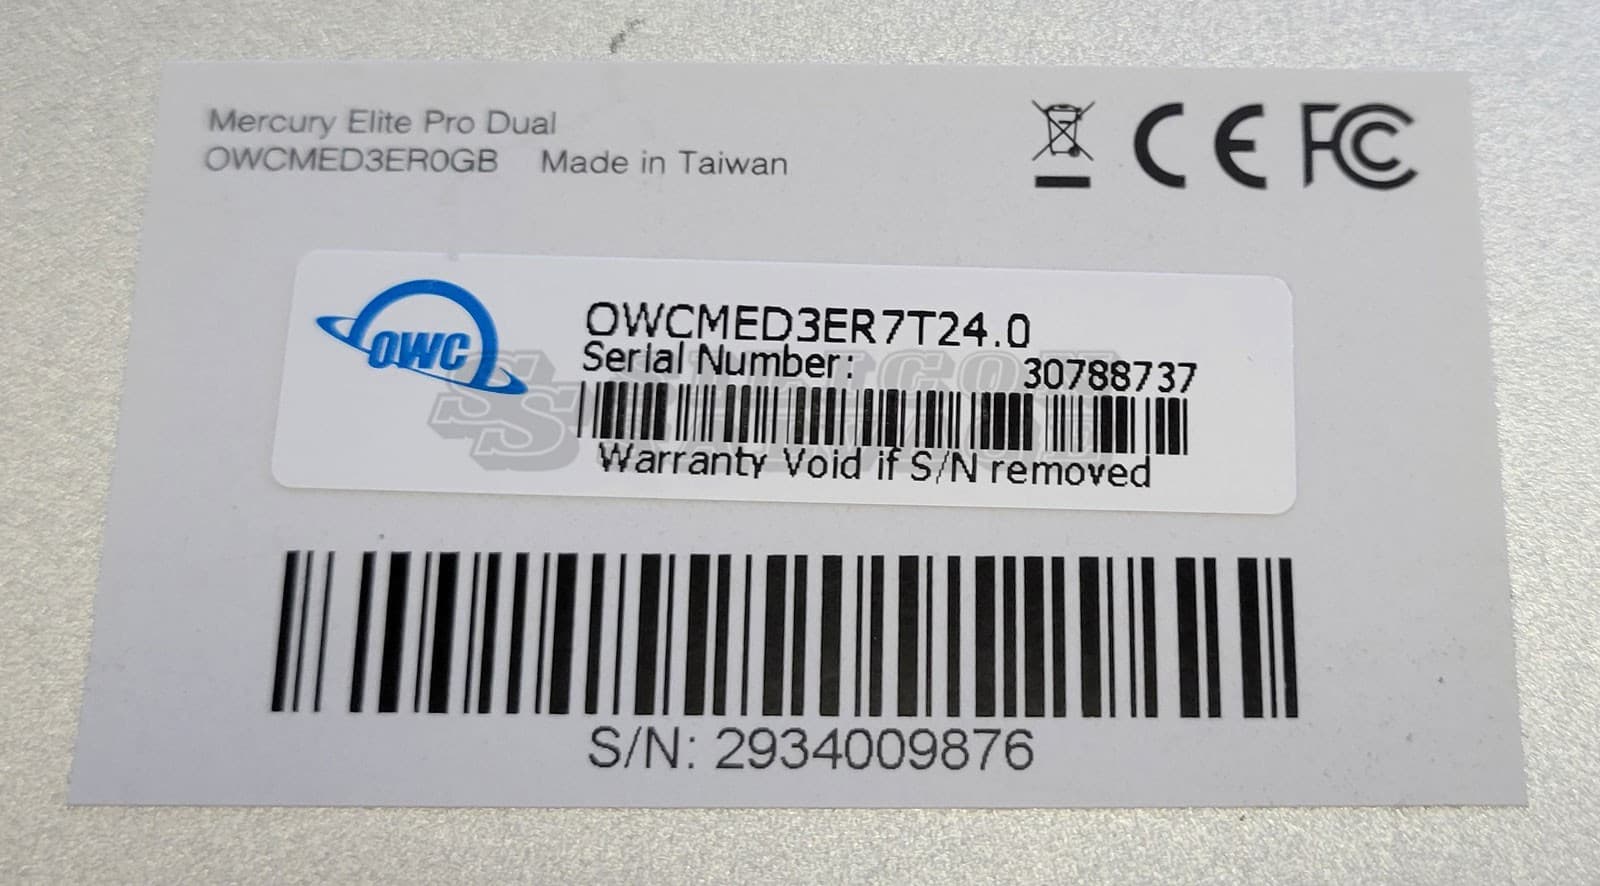 Mercury Elite Pro Dual
OWCMED3ER0GB Made in Taiwan
CE FC
OWC
OWCMED3ER7T24.0
Serial Number: 30788737
Warranty Void if S/N removed
S/N: 2934009876